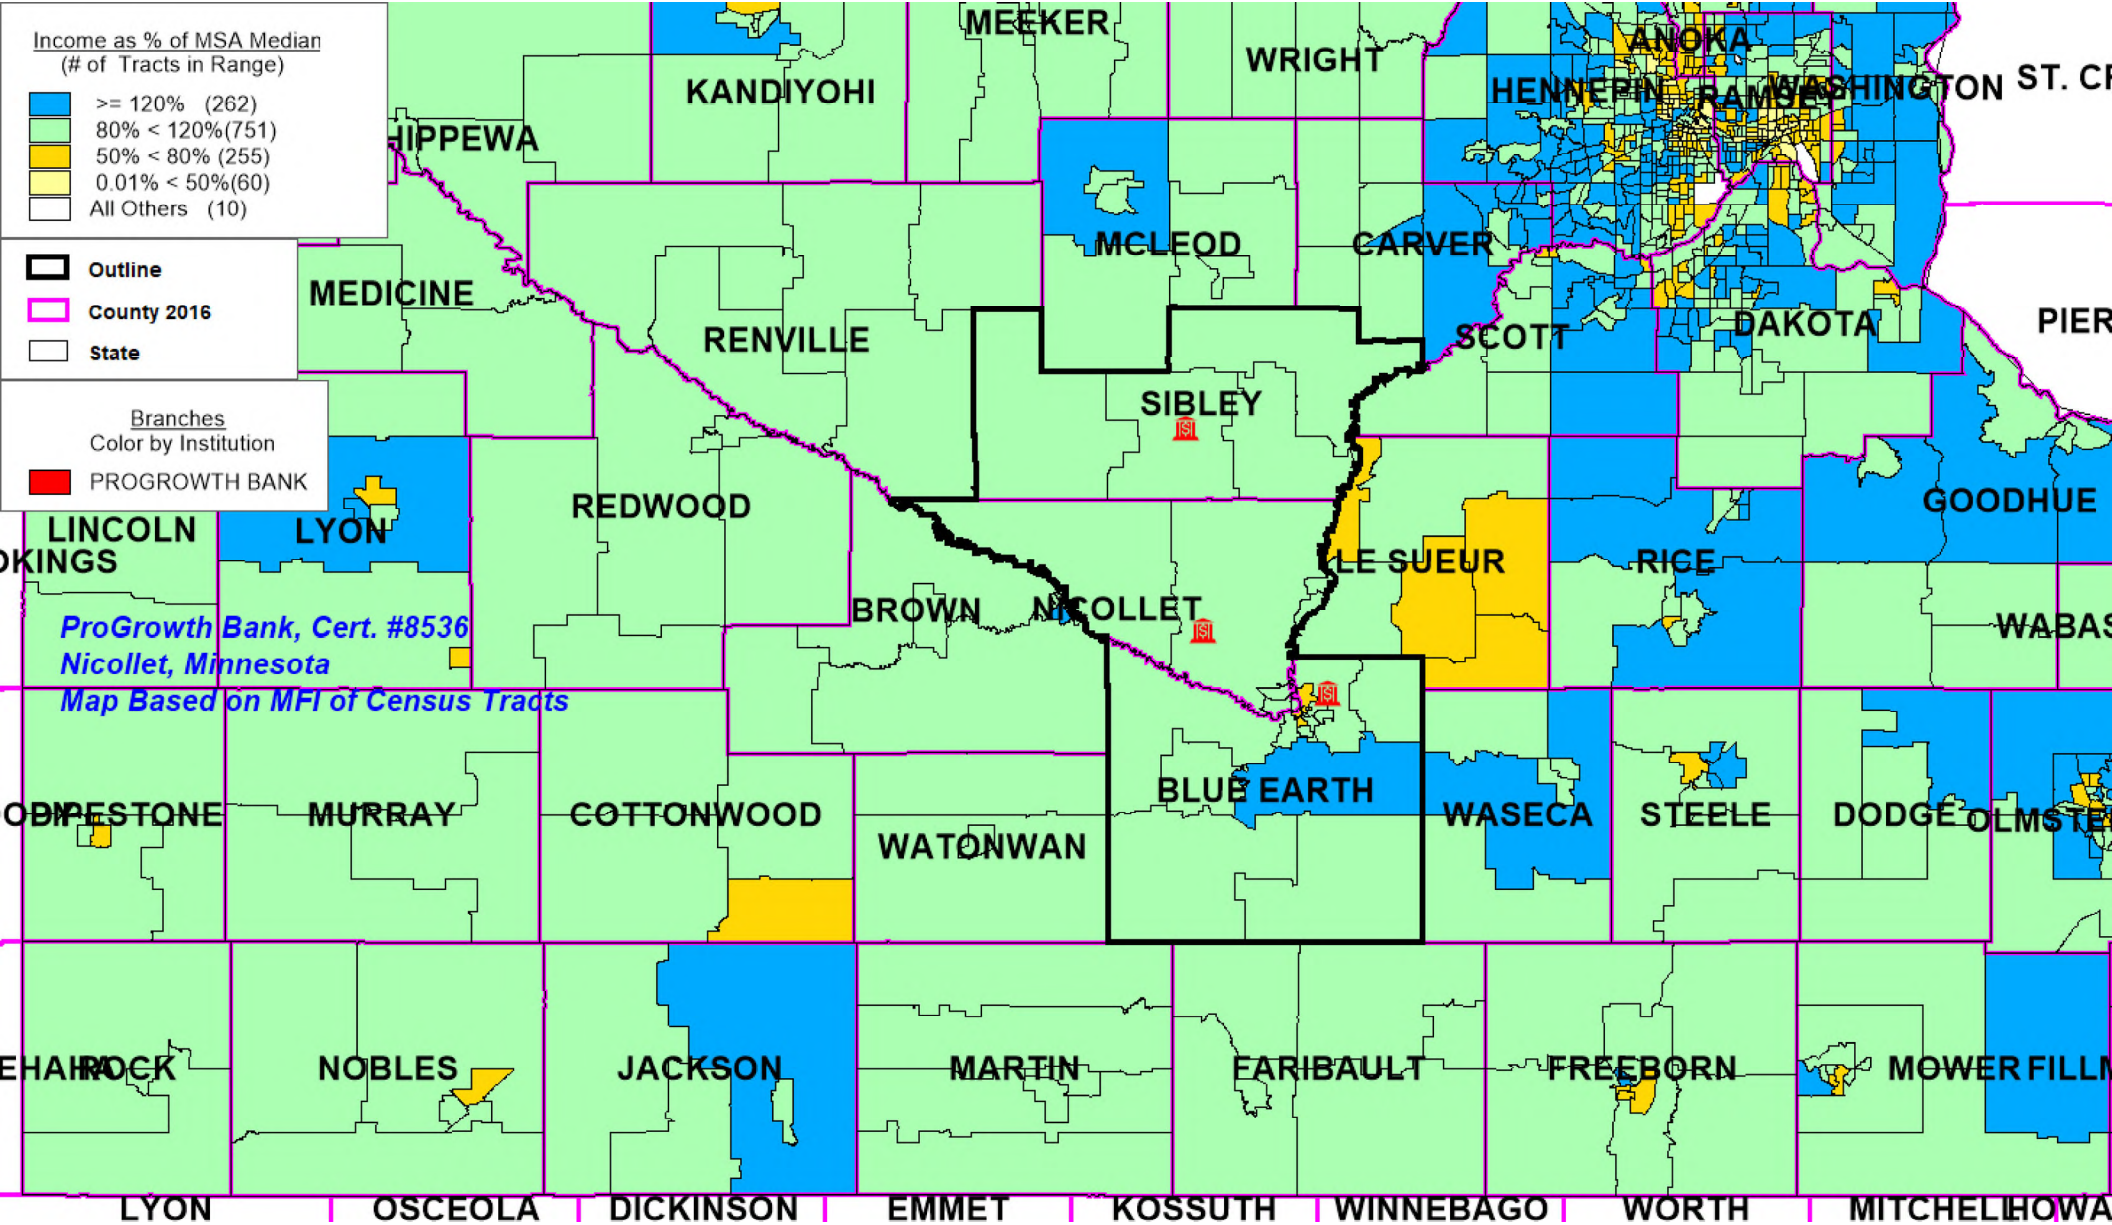 Income as % of MSA Median
(# of Tracts in Range)
>= 120% (262)
80% < 120%(751)
50% < 80% (255)
0.01% < 50%(60)
All Others (10)
Outline
County 2016
State
Branches
Color by Institution
PROGROWTH BANK
ProGrowth Bank, Cert. #8536
Nicollet, Minnesota
Map Based on MFI of Census Tracts
MEEKER
ANOKA
WRIGHT
KANDIYOHI
HENNEPIN
RAMSEY
WASHINGTON
ST. CR
HIPPEWA
MCLEOD
CARVER
MEDICINE
RENVILLE
SCOTT
DAKOTA
PIER
SIBLEY
REDWOOD
GOODHUE
LINCOLN
LYON
OKINGS
LE SUEUR
RICE
BROWN
NICOLLET
WABAS
BLUE EARTH
ODY
PIPESTONE
MURRAY
COTTONWOOD
WATONWAN
WASECA
STEELE
DODGE
OLMSTE
EHAHA
ROCK
NOBLES
JACKSON
MARTIN
FARIBAULT
FREEBORN
MOWER
FILLM
LYON
OSCEOLA
DICKINSON
EMMET
KOSSUTH
WINNEBAGO
WORTH
MITCHELL
HOWA